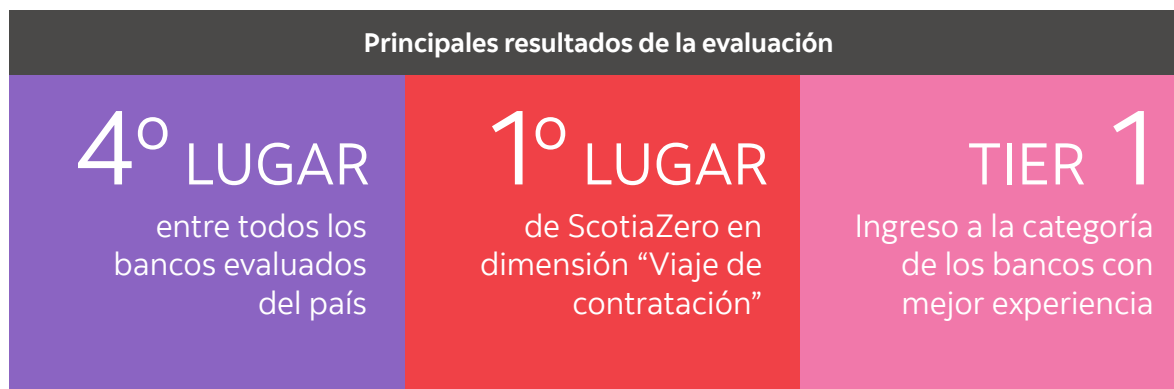 Principales resultados de la evaluación
4º LUGAR
entre todos los
bancos evaluados
del país
1º LUGAR
de ScotiaZero en
dimensión “Viaje de
contratación”
TIER 1
Ingreso a la categoría
de los bancos con
mejor experiencia